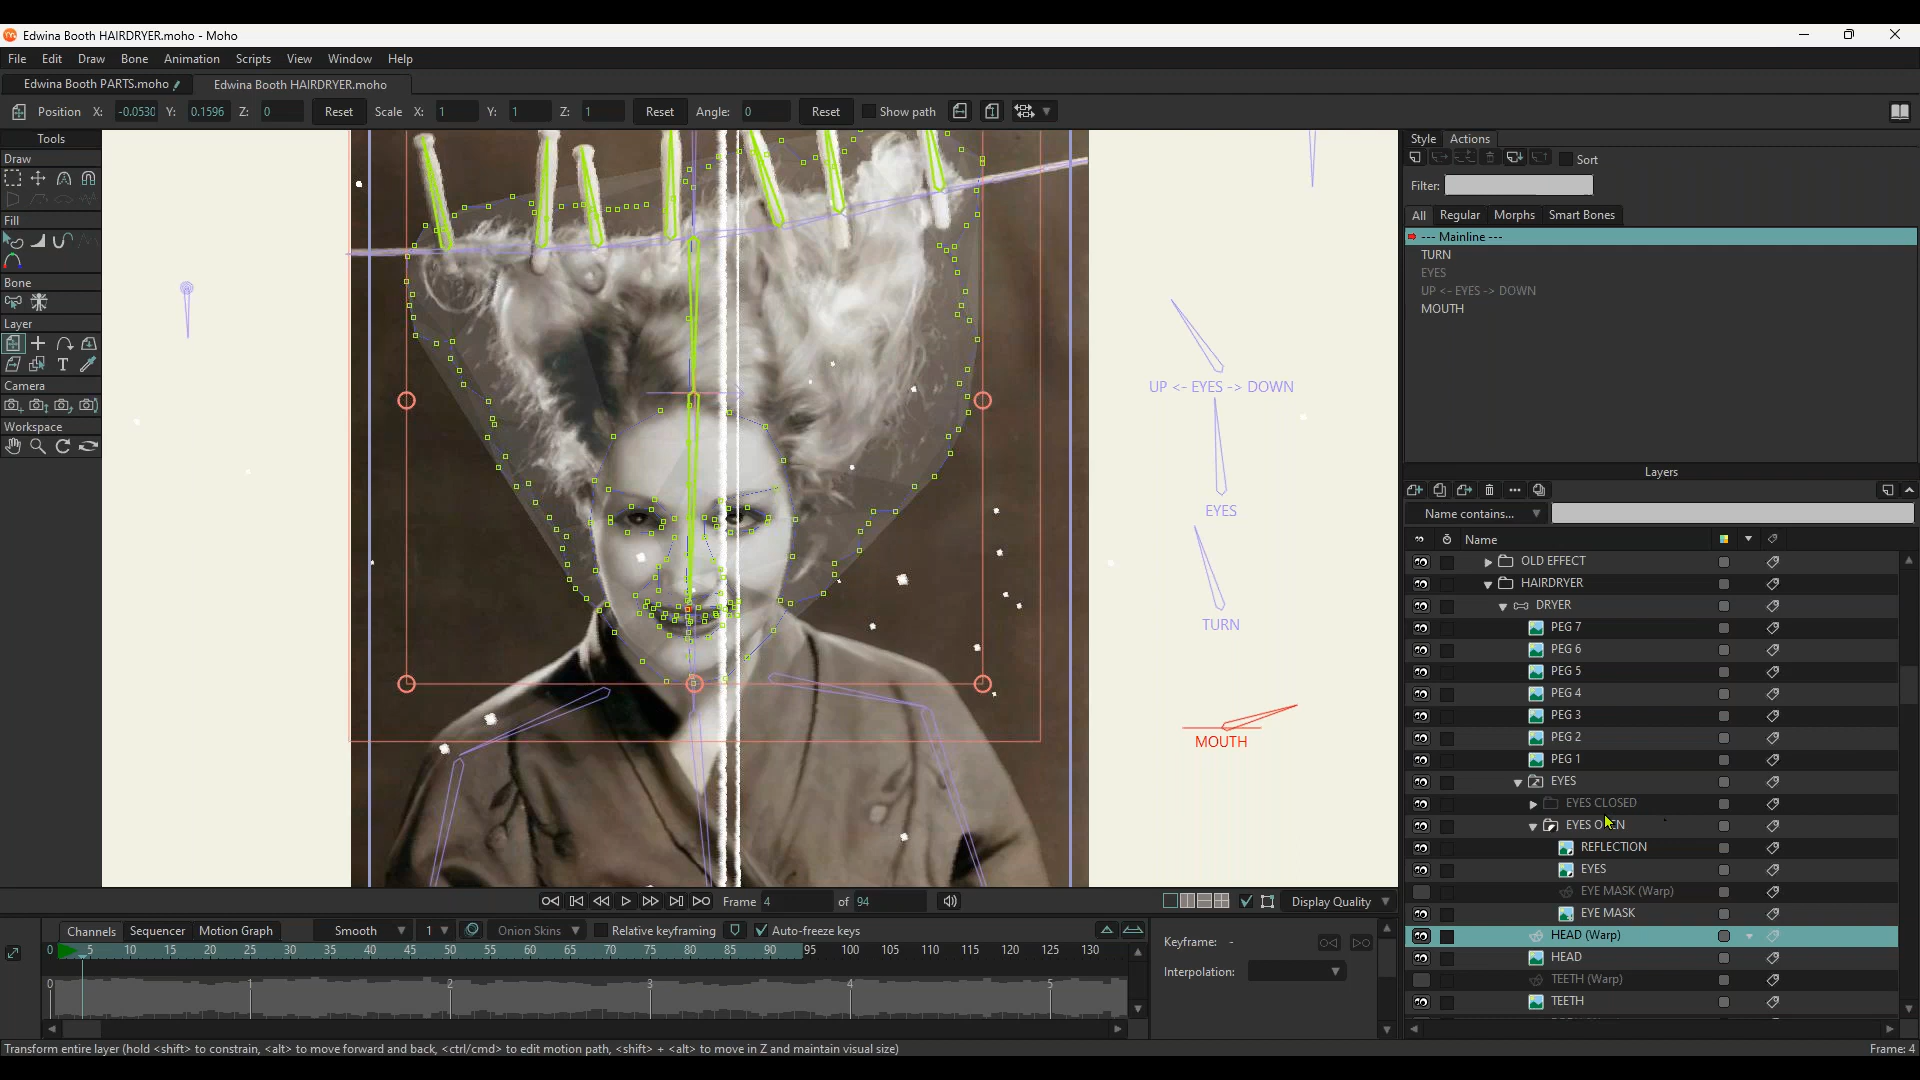 Edwina Booth HAIRDRYER.moho - Moho
File Edit Draw Bone Animation Scripts View Window Help
Edwina Booth PARTS.moho Edwina Booth HAIRDRYER.moho
Position X: -0.0530 Y: 0.1596 Z: 0 Reset Scale X: 1 Y: 1 Z: 1 Reset Angle: 0 Reset Show path
Tools
Draw
Fill
Bone
Layer
T
Camera
Workspace
UP <- EYES -> DOWN
EYES
TURN
MOUTH
Style Actions
Sort
Filter:
All Regular Morphs Smart Bones
--- Mainline ---
TURN
EYES
UP <- EYES -> DOWN
MOUTH
Layers
Name contains...
Name
OLD EFFECT
HAIRDRYER
DRYER
PEG 7
PEG 6
PEG 5
PEG 4
PEG 3
PEG 2
PEG 1
EYES
EYES CLOSED
EYES OPEN
REFLECTION
EYES
EYE MASK (Warp)
EYE MASK
HEAD (Warp)
HEAD
TEETH (Warp)
TEETH
Frame 4 of 94 Display Quality
Channels Sequencer Motion Graph Smooth 1 Onion Skins Relative keyframing Auto-freeze keys
0 5 10 15 20 25 30 35 40 45 50 55 60 65 70 75 80 85 90 95 100 105 110 115 120 125 130
0 1 2 3 4 5
Keyframe: -
Interpolation:
Transform entire layer (hold <shift> to constrain, <alt> to move forward and back, <ctrl/cmd> to edit motion path, <shift> + <alt> to move in Z and maintain visual size)
Frame: 4